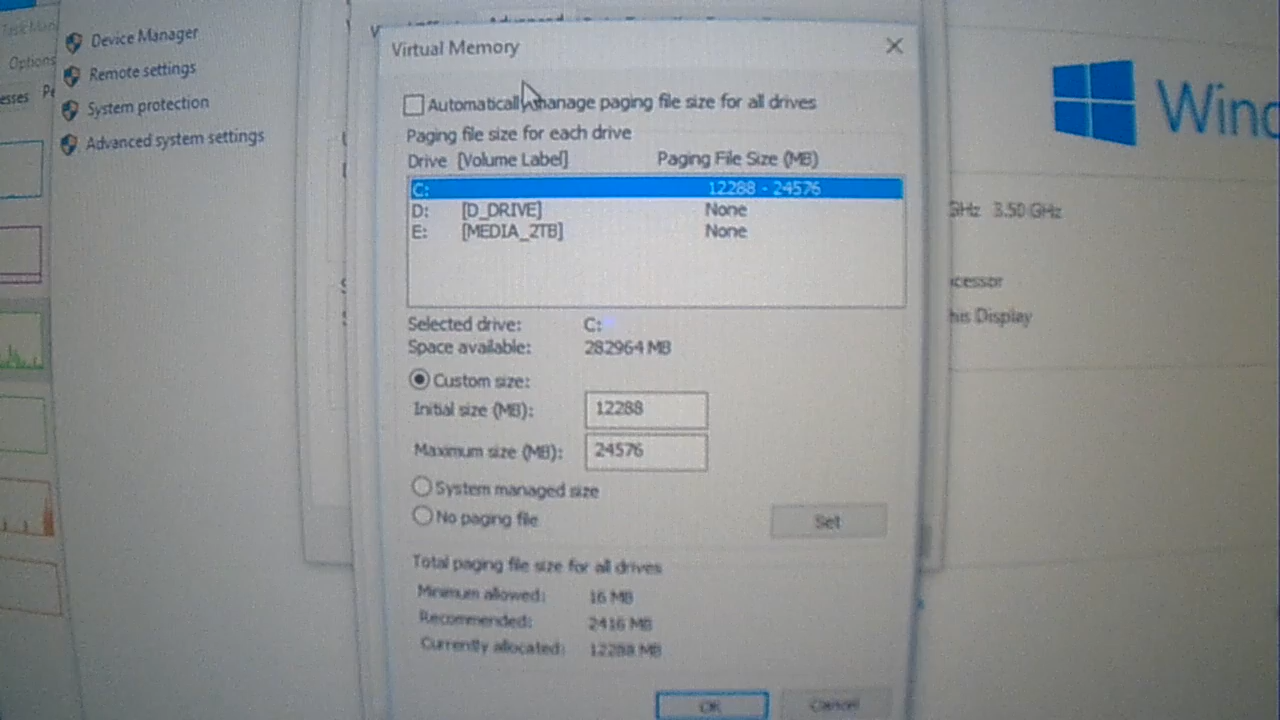 Options
Device Manager
Remote settings
System protection
Advanced system settings
Virtual Memory
manage paging file size for all drives
Paging file size for each drive
Drive [Volume Label] Paging File Size (MB)
C: 12288 - 24576
D: [D_DRIVE] None
E: [MEDIA_2TB] None
Selected drive: C:
Space available: 282964 MB
Custom size:
Initial size (MB): 12288
Maximum size (MB): 24576
System managed size
No paging file
Set
Total paging file size for all drives
Minimum allowed: 16 MB
Recommended: 2416 MB
Currently allocated: 12288 MB
OK Cancel
Wind
GHz 3.50 GHz
his Display